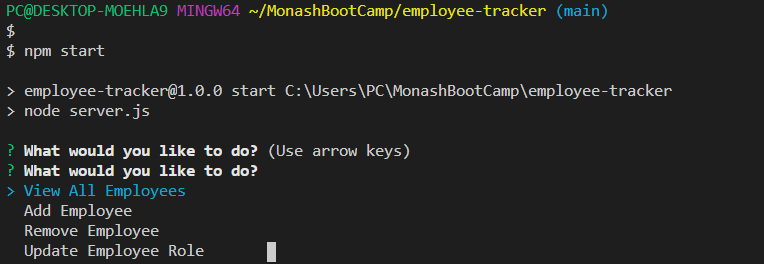 PC@DESKTOP-MOEHLA9 MINGW64 ~/MonashBootCamp/employee-tracker (main)
$
$ npm start
> employee-tracker@1.0.0 start C:\Users\PC\MonashBootCamp\employee-tracker
> node server.js
? What would you like to do? (Use arrow keys)
? What would you like to do?
> View All Employees
Add Employee
Remove Employee
Update Employee Role